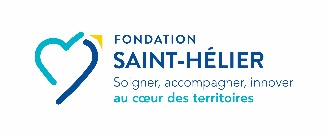 FONDATION
SAINT-HÉLIER
Soigner, accompagner, innover
au cœur des territoires